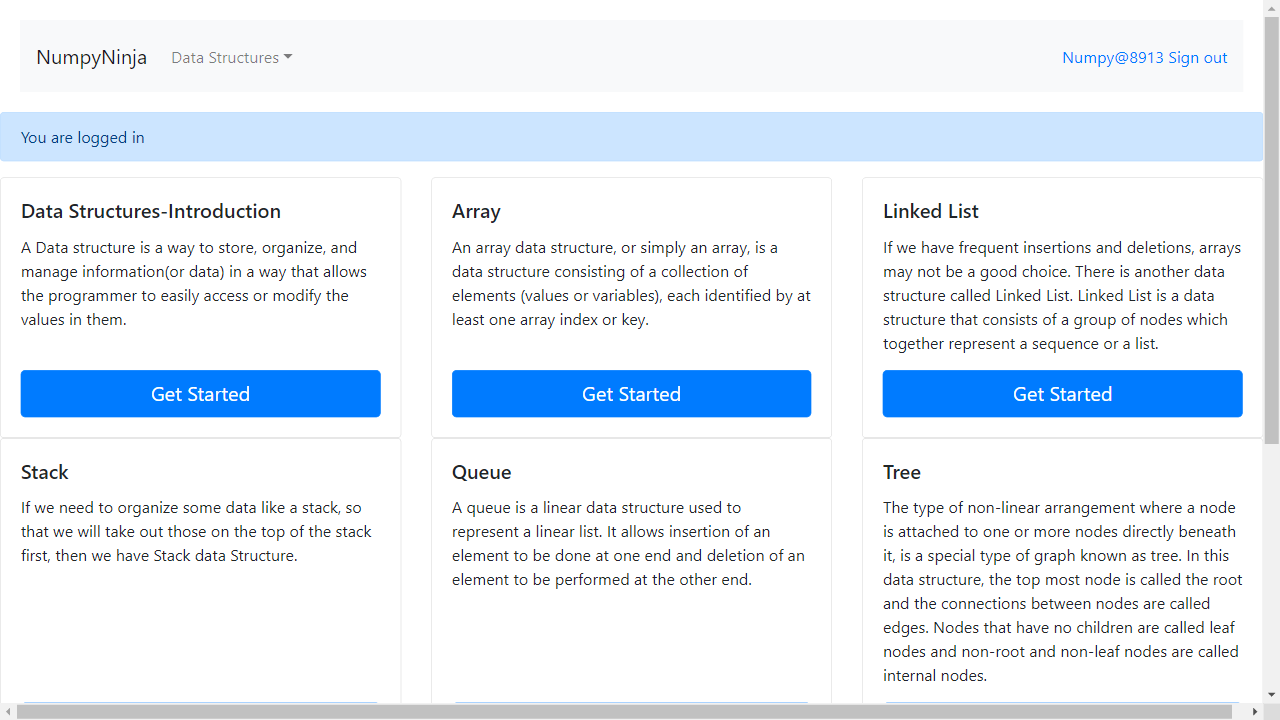 NumpyNinja Data Structures Numpy@8913 Sign out
You are logged in
Data Structures-Introduction
A Data structure is a way to store, organize, and
manage information(or data) in a way that allows
the programmer to easily access or modify the
values in them.
Get Started
Array
An array data structure, or simply an array, is a
data structure consisting of a collection of
elements (values or variables), each identified by at
least one array index or key.
Get Started
Linked List
If we have frequent insertions and deletions, arrays
may not be a good choice. There is another data
structure called Linked List. Linked List is a data
structure that consists of a group of nodes which
together represent a sequence or a list.
Get Started
Stack
If we need to organize some data like a stack, so
that we will take out those on the top of the stack
first, then we have Stack data Structure.
Queue
A queue is a linear data structure used to
represent a linear list. It allows insertion of an
element to be done at one end and deletion of an
element to be performed at the other end.
Tree
The type of non-linear arrangement where a node
is attached to one or more nodes directly beneath
it, is a special type of graph known as tree. In this
data structure, the top most node is called the root
and the connections between nodes are called
edges. Nodes that have no children are called leaf
nodes and non-root and non-leaf nodes are called
internal nodes.